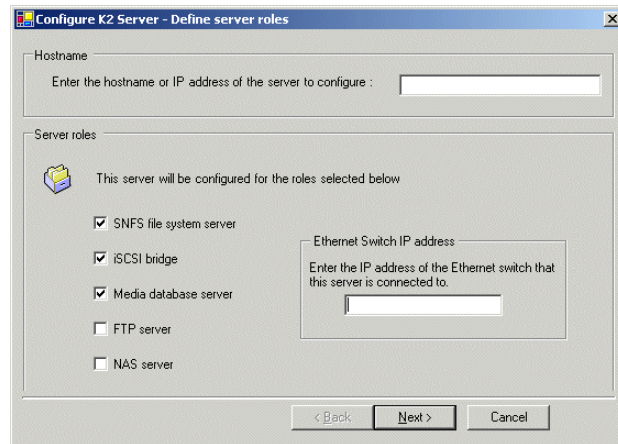 Configure K2 Server - Define server roles
Hostname
Enter the hostname or IP address of the server to configure :
Server roles
This server will be configured for the roles selected below
SNFS file system server
iSCSI bridge
Media database server
FTP server
NAS server
Ethernet Switch IP address
Enter the IP address of the Ethernet switch that
this server is connected to.
< Back
Next >
Cancel